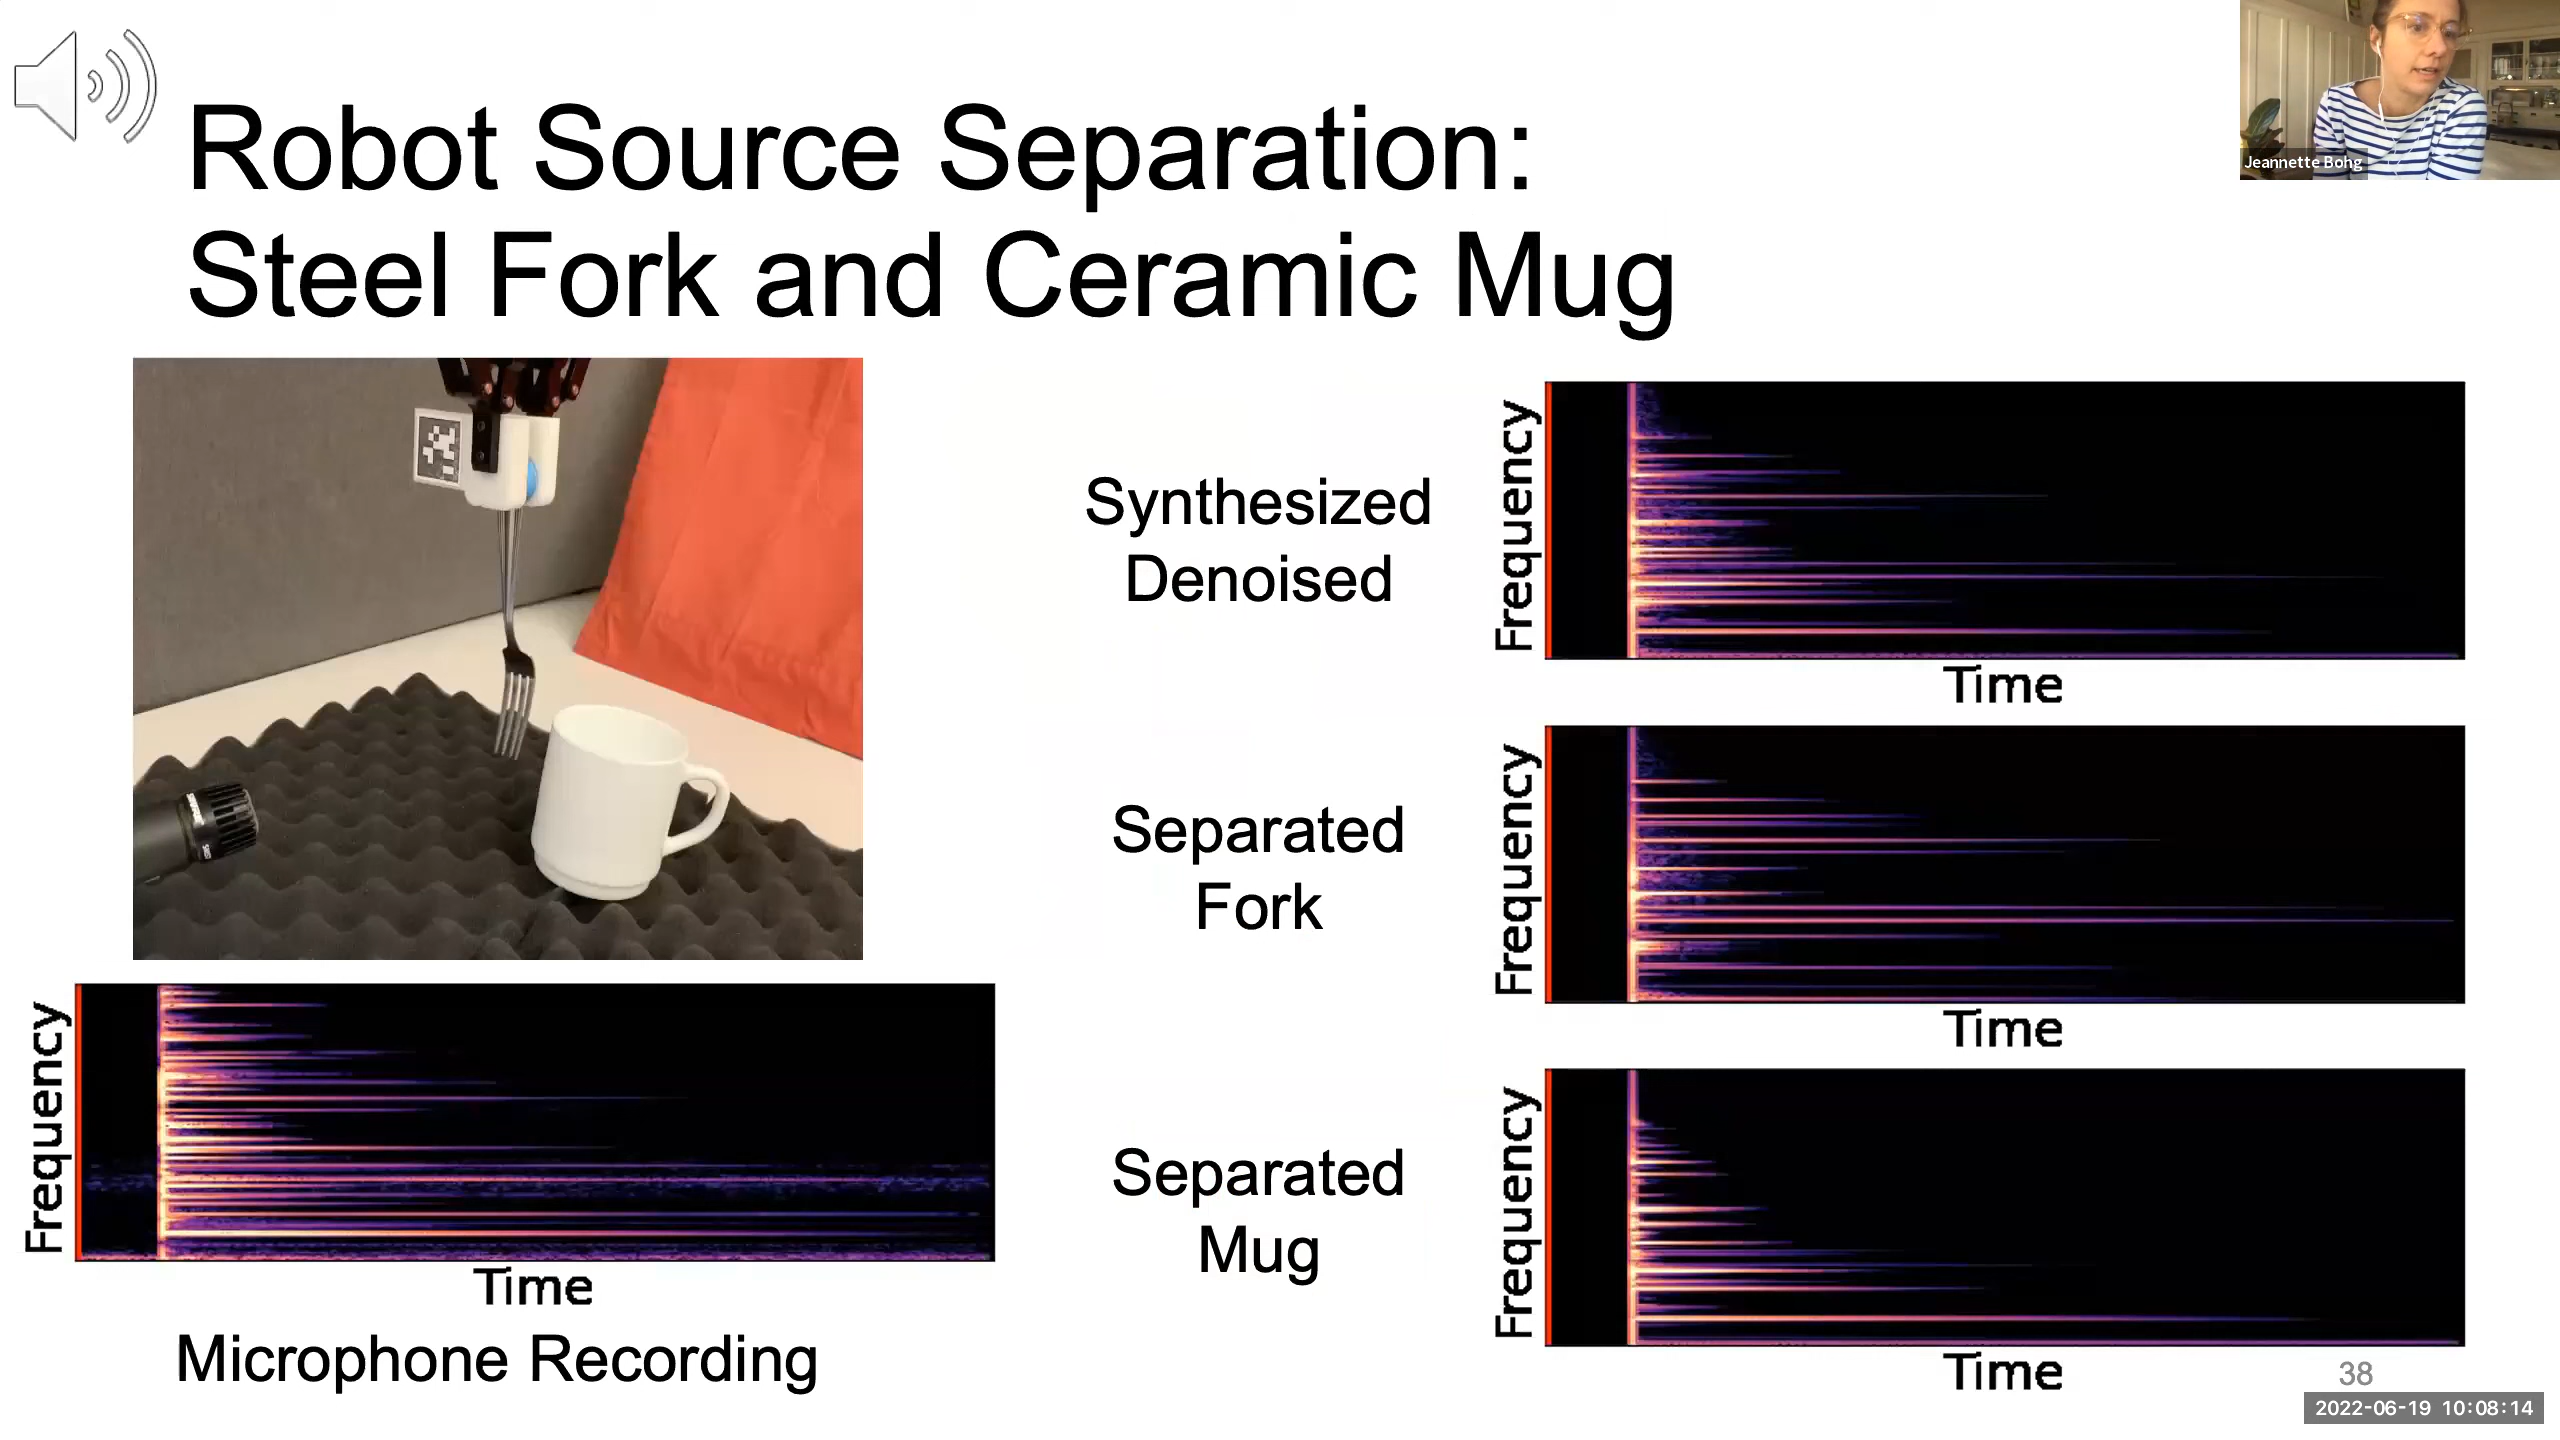 Robot Source Separation:
Steel Fork and Ceramic Mug
Jeannette Bohg
Frequency
Time
Microphone Recording
Synthesized
Denoised
Frequency
Time
Separated
Fork
Frequency
Time
Separated
Mug
Frequency
Time
38
2022-06-19 10:08:14